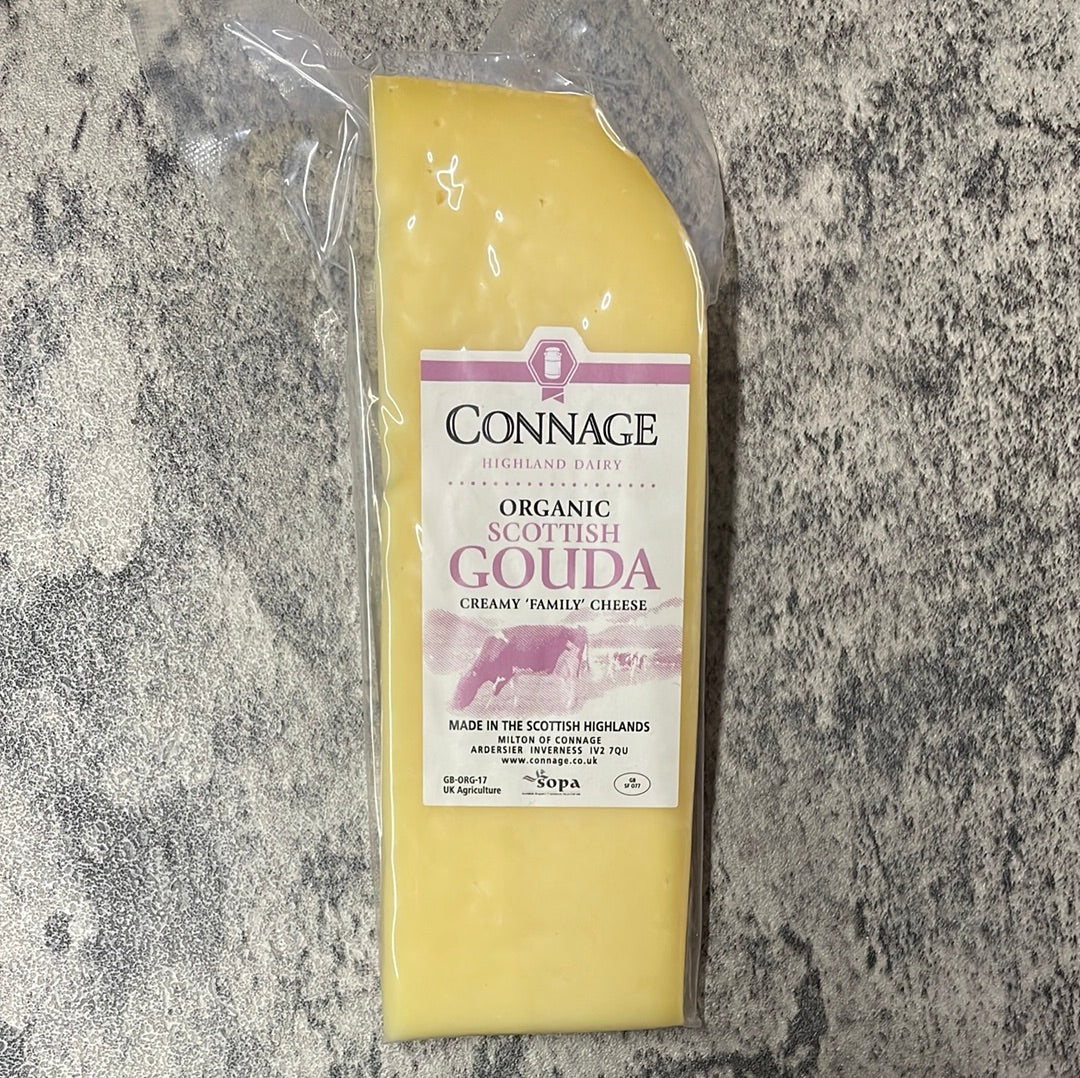 CONNAGE
HIGHLAND DAIRY
ORGANIC
SCOTTISH
GOUDA
CREAMY 'FAMILY' CHEESE
MADE IN THE SCOTTISH HIGHLANDS
MILTON OF CONNAGE
ARDERSIER INVERNESS IV2 7QU
www.connage.co.uk
GB-ORG-17
UK Agriculture
sopa
GB
SF 077